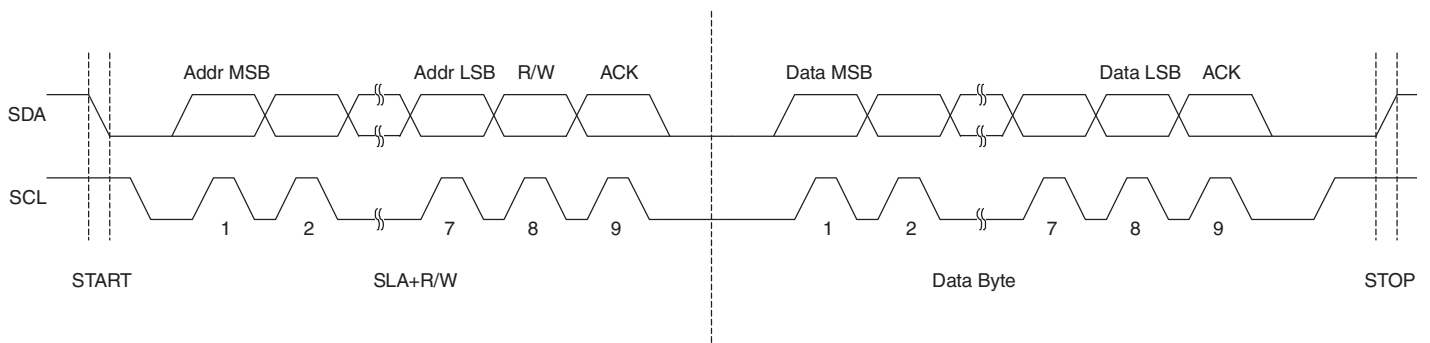 Addr MSB Addr LSB R/W ACK Data MSB Data LSB ACK
SDA
SCL
1 2 7 8 9 1 2 7 8 9
START SLA+R/W Data Byte STOP